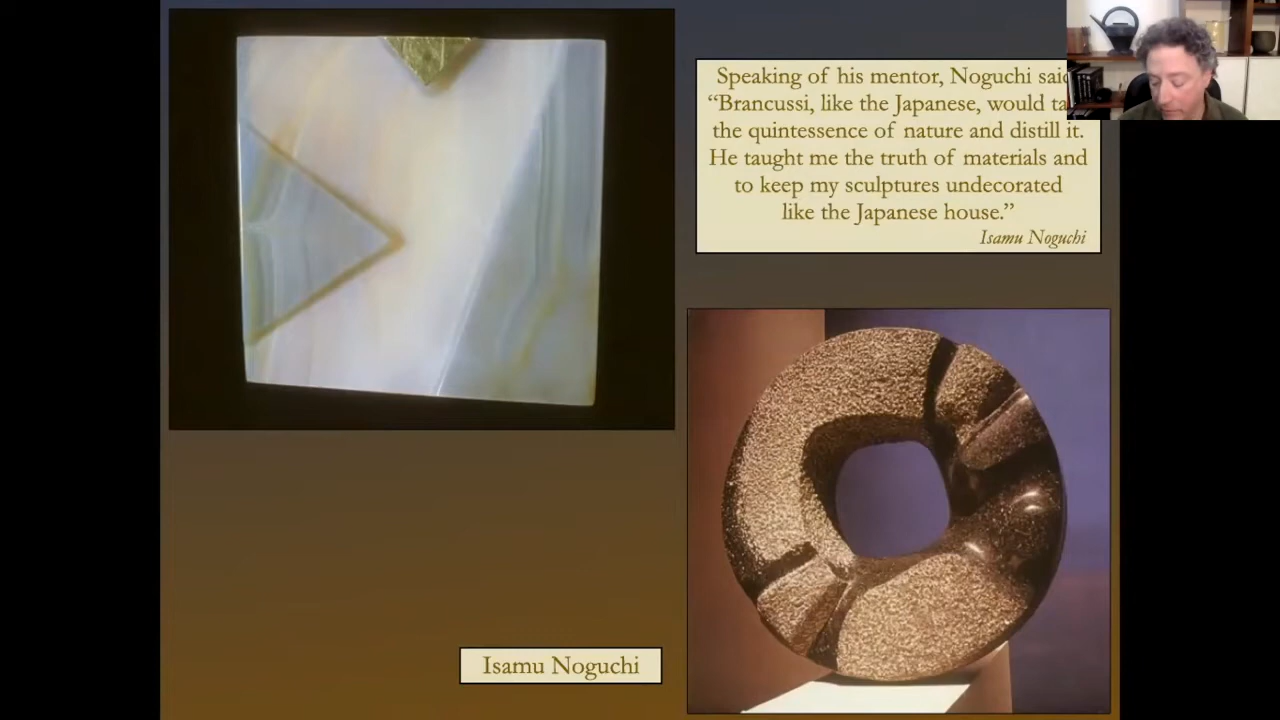 Speaking of his mentor, Noguchi
“Brancussi, like the Japanese, would
the quintessence of nature and distill it.
He taught me the truth of materials and
to keep my sculptures undecorated
like the Japanese house.”
Isamu Noguchi
Isamu Noguchi